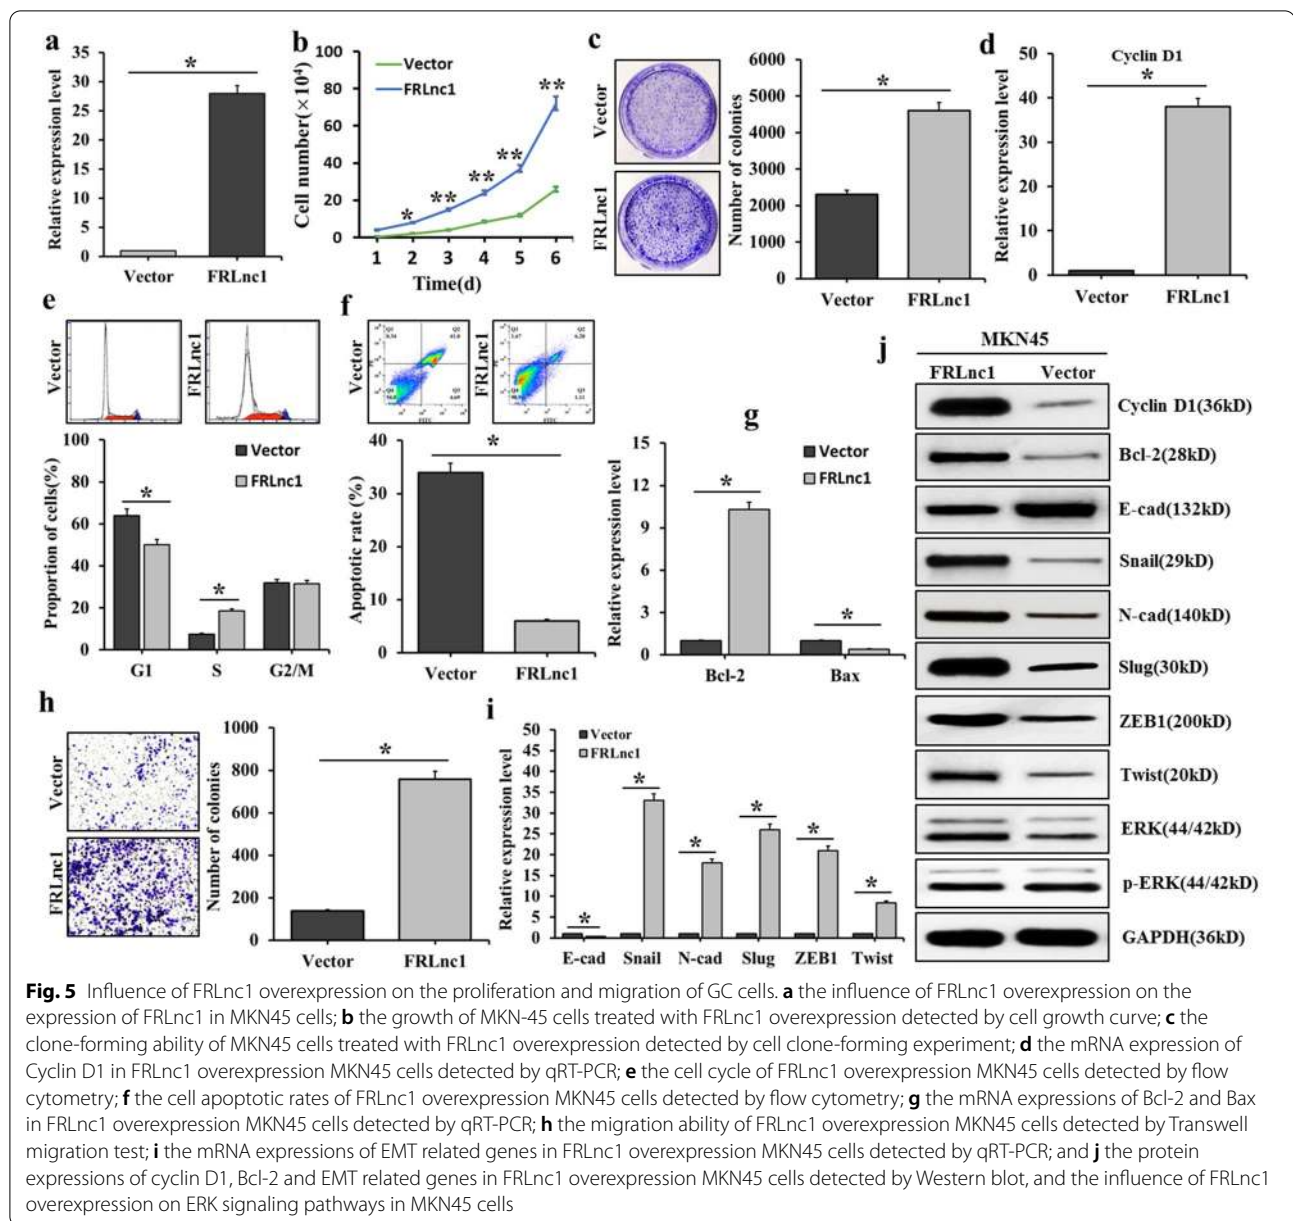 a
Relative expression level
35
30
25
20
15
10
5
0
*
Vector
FRLnc1
b
Cell number(×10⁴)
100
80
60
40
20
0
Vector
FRLnc1
*
**
**
**
**
1 2 3 4 5 6
Time(d)
c
Vector
FRLnc1
Number of colonies
6000
5000
4000
3000
2000
1000
0
*
Vector
FRLnc1
d
Cyclin D1
Relative expression level
50
40
30
20
10
0
*
Vector
FRLnc1
e
Vector
FRLnc1
Proportion of cells(%)
100
80
60
40
20
0
Vector
FRLnc1
*
*
G1 S G2/M
f
Vector
FRLnc1
Q1
Q2
Q1
Q2
FITC
FITC
Apoptotic rate (%)
40
30
20
10
0
*
Vector
FRLnc1
g
Relative expression level
15
12
9
6
3
0
Vector
FRLnc1
*
*
Bcl-2 Bax
h
Vector
FRLnc1
Number of colonies
1000
800
600
400
200
0
*
Vector
FRLnc1
i
Relative expression level
50
45
40
35
30
25
20
15
10
5
0
Vector
FRLnc1
*
*
*
*
*
*
E-cad Snail N-cad Slug ZEB1 Twist
j
MKN45
FRLnc1 Vector
Cyclin D1(36kD)
Bcl-2(28kD)
E-cad(132kD)
Snail(29kD)
N-cad(140kD)
Slug(30kD)
ZEB1(200kD)
Twist(20kD)
ERK(44/42kD)
p-ERK(44/42kD)
GAPDH(36kD)
Fig. 5 Influence of FRLnc1 overexpression on the proliferation and migration of GC cells. a the influence of FRLnc1 overexpression on the
expression of FRLnc1 in MKN45 cells; b the growth of MKN-45 cells treated with FRLnc1 overexpression detected by cell growth curve; c the
clone-forming ability of MKN45 cells treated with FRLnc1 overexpression detected by cell clone-forming experiment; d the mRNA expression of
Cyclin D1 in FRLnc1 overexpression MKN45 cells detected by qRT-PCR; e the cell cycle of FRLnc1 overexpression MKN45 cells detected by flow
cytometry; f the cell apoptotic rates of FRLnc1 overexpression MKN45 cells detected by flow cytometry; g the mRNA expressions of Bcl-2 and Bax
in FRLnc1 overexpression MKN45 cells detected by qRT-PCR; h the migration ability of FRLnc1 overexpression MKN45 cells detected by Transwell
migration test; i the mRNA expressions of EMT related genes in FRLnc1 overexpression MKN45 cells detected by qRT-PCR; and j the protein
expressions of cyclin D1, Bcl-2 and EMT related genes in FRLnc1 overexpression MKN45 cells detected by Western blot, and the influence of FRLnc1
overexpression on ERK signaling pathways in MKN45 cells